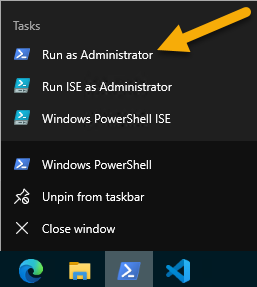 Tasks
Run as Administrator
Run ISE as Administrator
Windows PowerShell ISE
Windows PowerShell
Unpin from taskbar
Close window